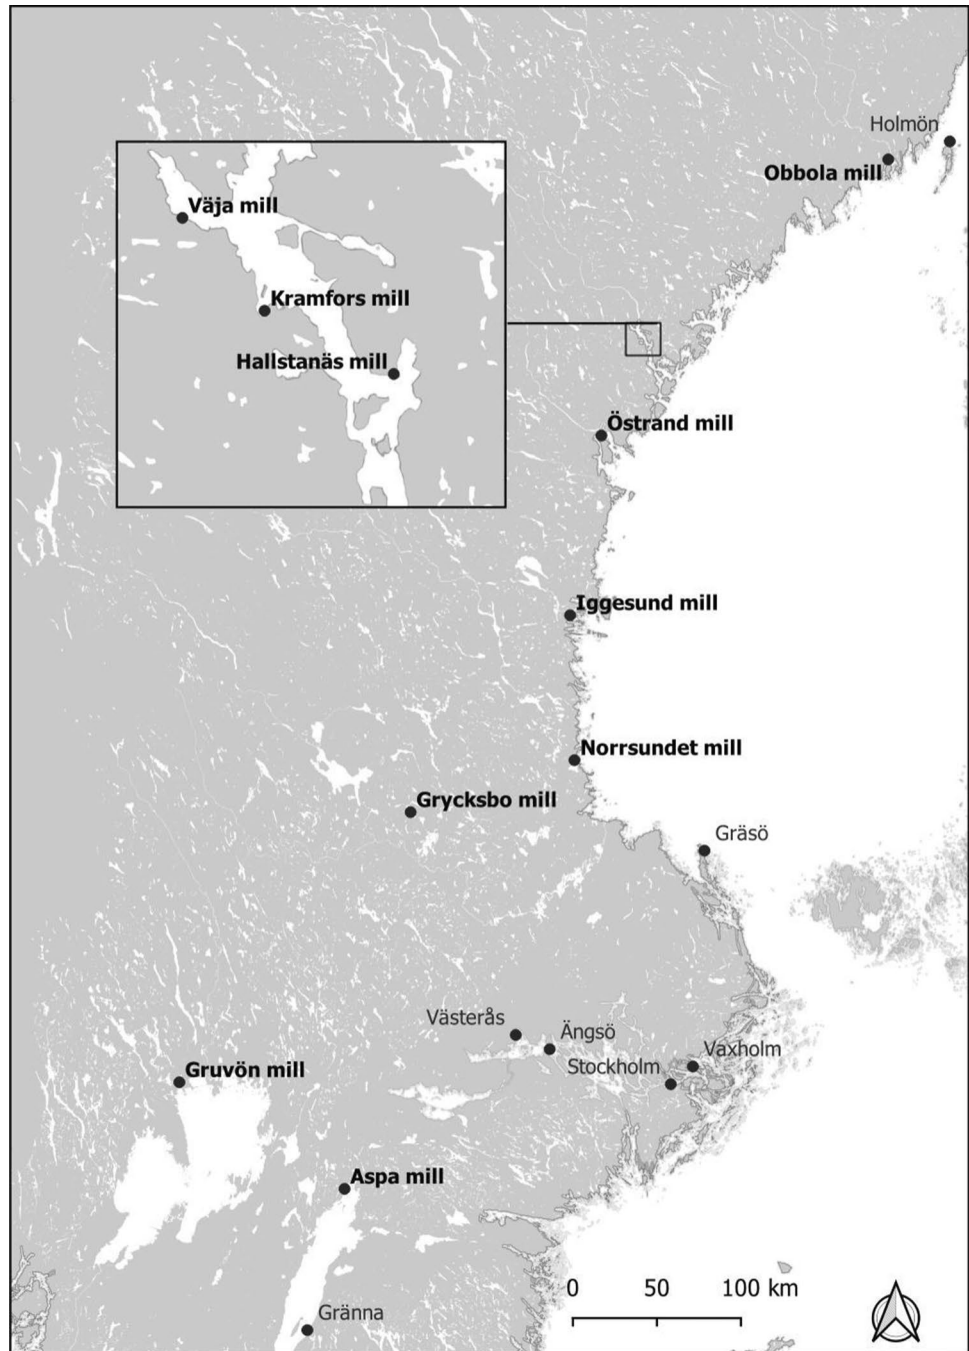 Holmön
Obbola mill
Väja mill
Kramfors mill
Hallstanäs mill
Östrand mill
Iggesund mill
Norrsundet mill
Grycksbo mill
Gräsö
Västerås
Ängsö
Vaxholm
Stockholm
Gruvön mill
Aspa mill
0 50 100 km
Gränna